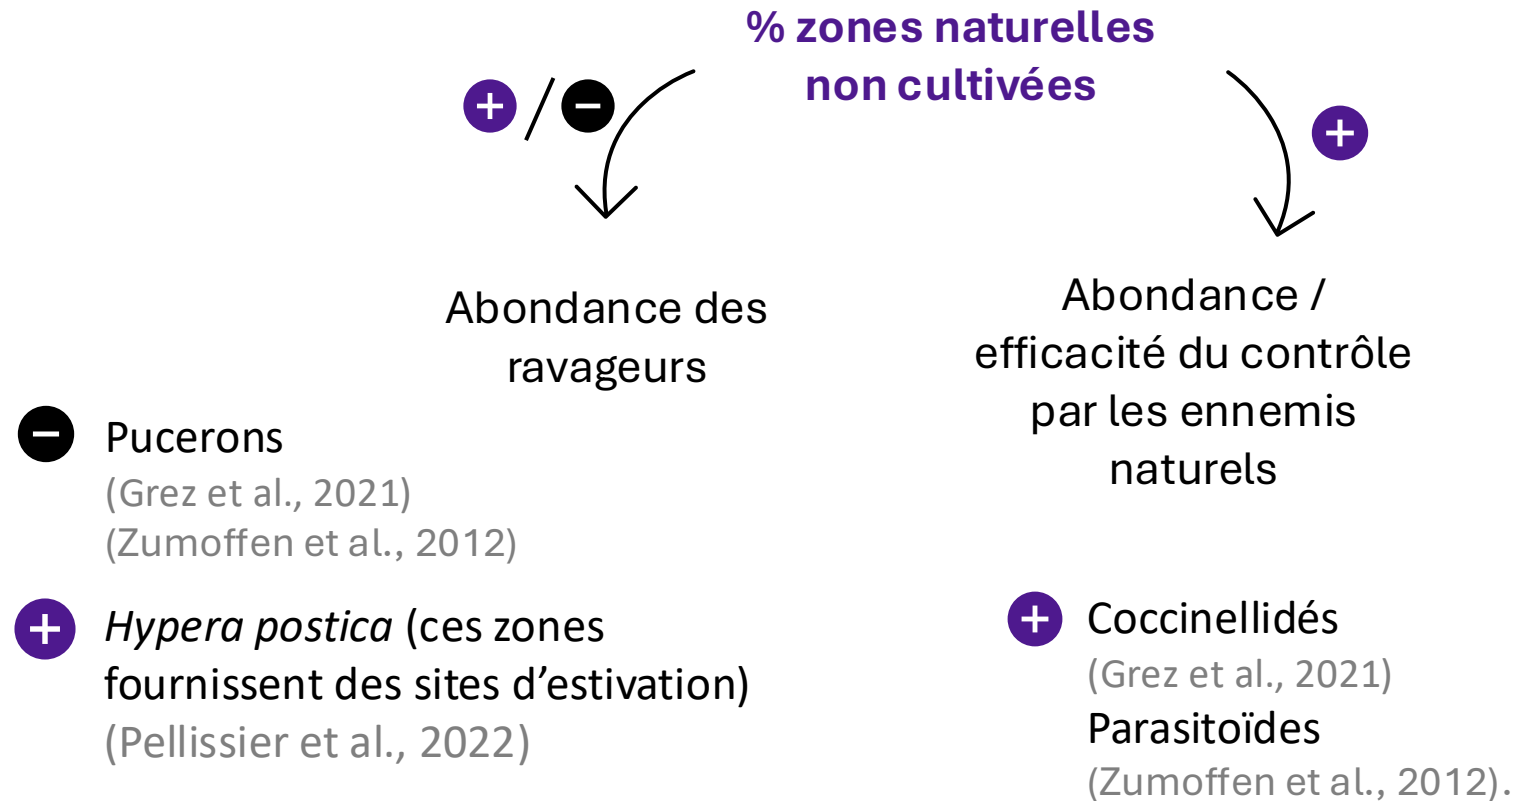 % zones naturelles
non cultivées
+ / −
+
Abondance des
ravageurs
− Pucerons
(Grez et al., 2021)
(Zumoffen et al., 2012)
+ Hypera postica (ces zones
fournissent des sites d’estivation)
(Pellissier et al., 2022)
Abondance /
efficacité du contrôle
par les ennemis
naturels
+ Coccinellidés
(Grez et al., 2021)
Parasitoïdes
(Zumoffen et al., 2012).